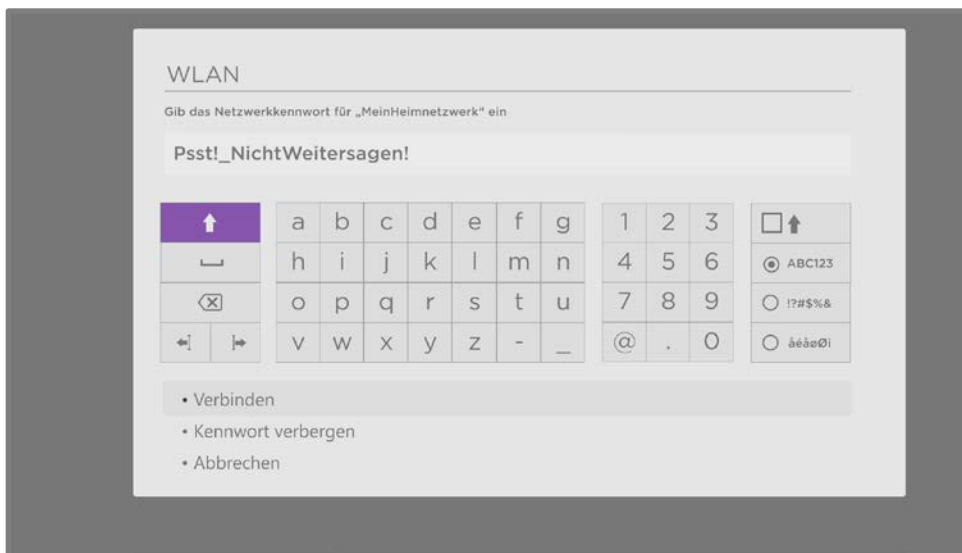 WLAN
Gib das Netzwerkkennwort für „MeinHeimnetzwerk“ ein
Psst!_NichtWeitersagen!
a b c d e f g 1 2 3
h i j k l m n 4 5 6 ABC123
o p q r s t u 7 8 9 !?#$%&
v w x y z - _ @ . 0 åéåøØi
• Verbinden
• Kennwort verbergen
• Abbrechen